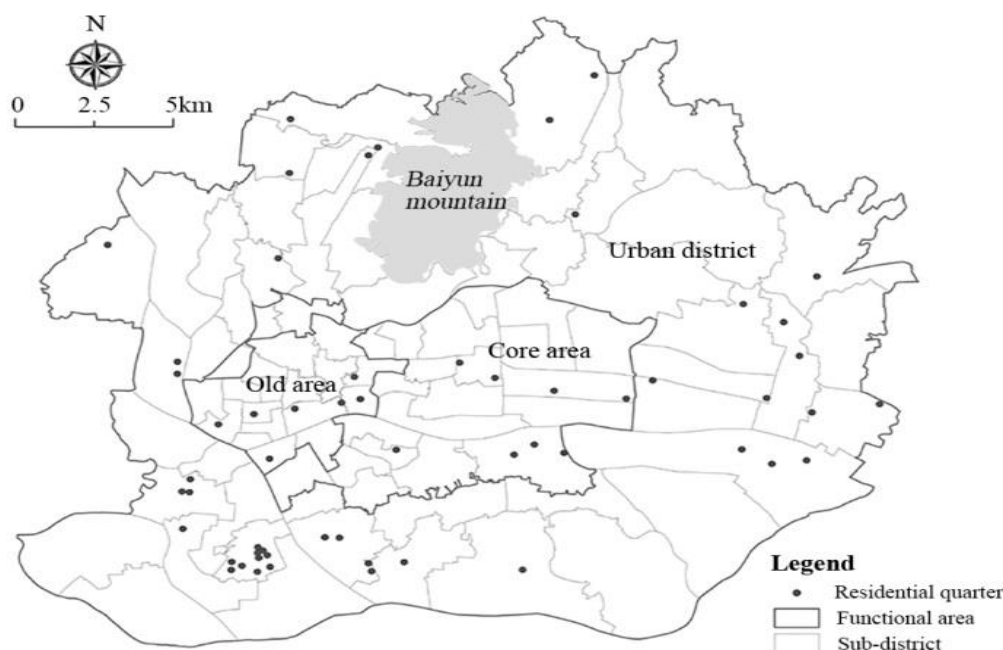 N
0 2.5 5km
Baiyun
mountain
Urban district
Core area
Old area
Legend
Residential quarter
Functional area
Sub-district